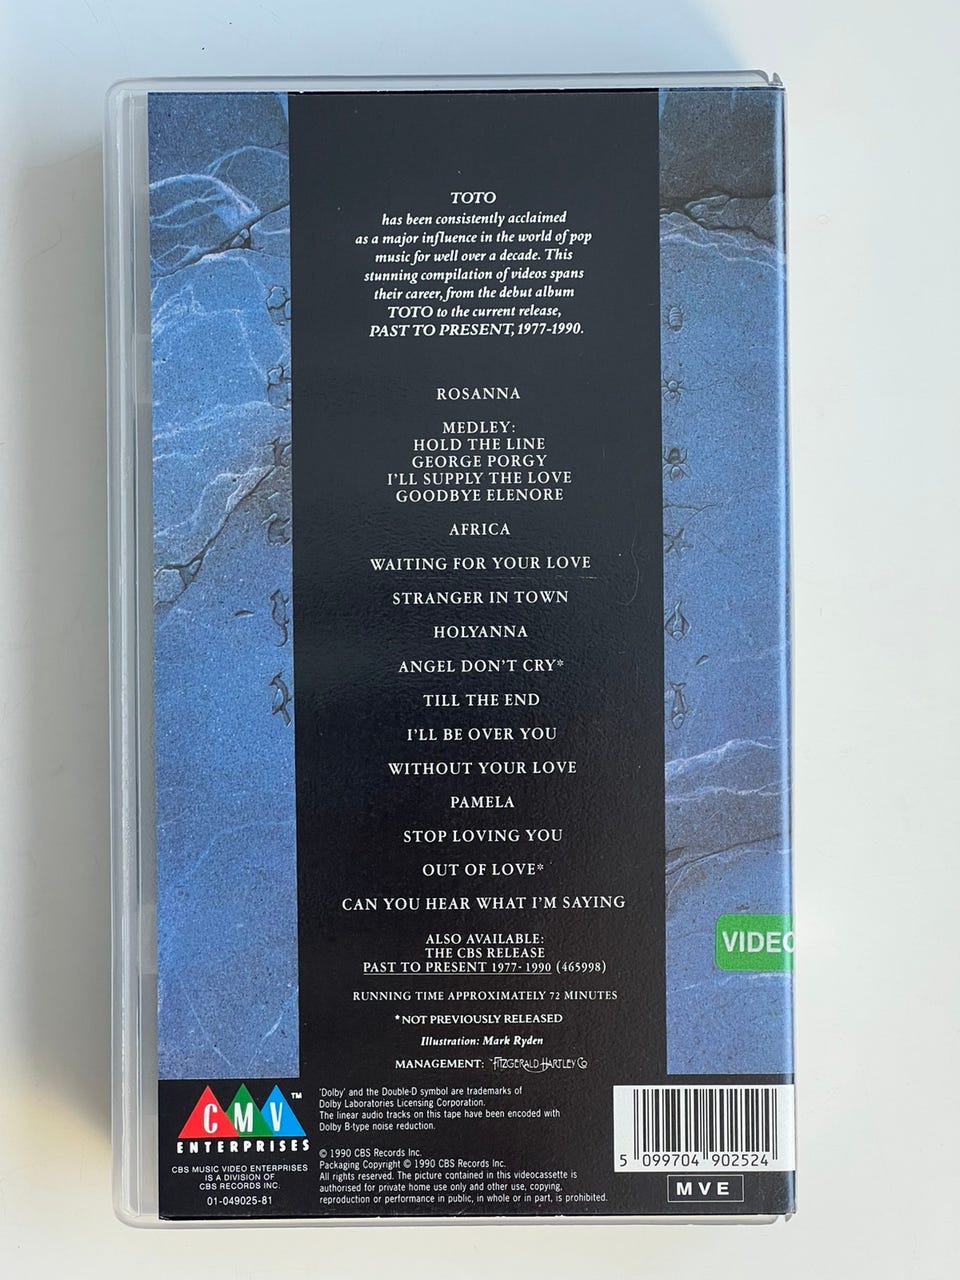 TOTO
has been consistently acclaimed
as a major influence in the world of pop
music for well over a decade. This
stunning compilation of videos spans
their career, from the debut album
TOTO to the current release,
PAST TO PRESENT, 1977-1990.
ROSANNA
MEDLEY:
HOLD THE LINE
GEORGE PORGY
I'LL SUPPLY THE LOVE
GOODBYE ELENORE
AFRICA
WAITING FOR YOUR LOVE
STRANGER IN TOWN
HOLYANNA
ANGEL DON'T CRY*
TILL THE END
I'LL BE OVER YOU
WITHOUT YOUR LOVE
PAMELA
STOP LOVING YOU
OUT OF LOVE*
CAN YOU HEAR WHAT I'M SAYING
VIDEO
ALSO AVAILABLE:
THE CBS RELEASE
PAST TO PRESENT 1977-1990 (465998)
RUNNING TIME APPROXIMATELY 72 MINUTES
*NOT PREVIOUSLY RELEASED
Illustration: Mark Ryden
MANAGEMENT: FITZGERALD HARTLEY Co
CMV TM
ENTERPRISES
CBS MUSIC VIDEO ENTERPRISES
IS A DIVISION OF
CBS RECORDS INC.
01-049025-81
'Dolby' and the Double-D symbol are trademarks of
Dolby Laboratories Licensing Corporation.
The linear audio tracks on this tape have been encoded with
Dolby B-type noise reduction.
© 1990 CBS Records Inc.
Packaging Copyright © 1990 CBS Records Inc.
All rights reserved. The picture contained in this videocassette is
authorised for private home use only and other use, copying,
reproduction or performance in public, in whole or in part, is prohibited.
5 099704 902524
MVE